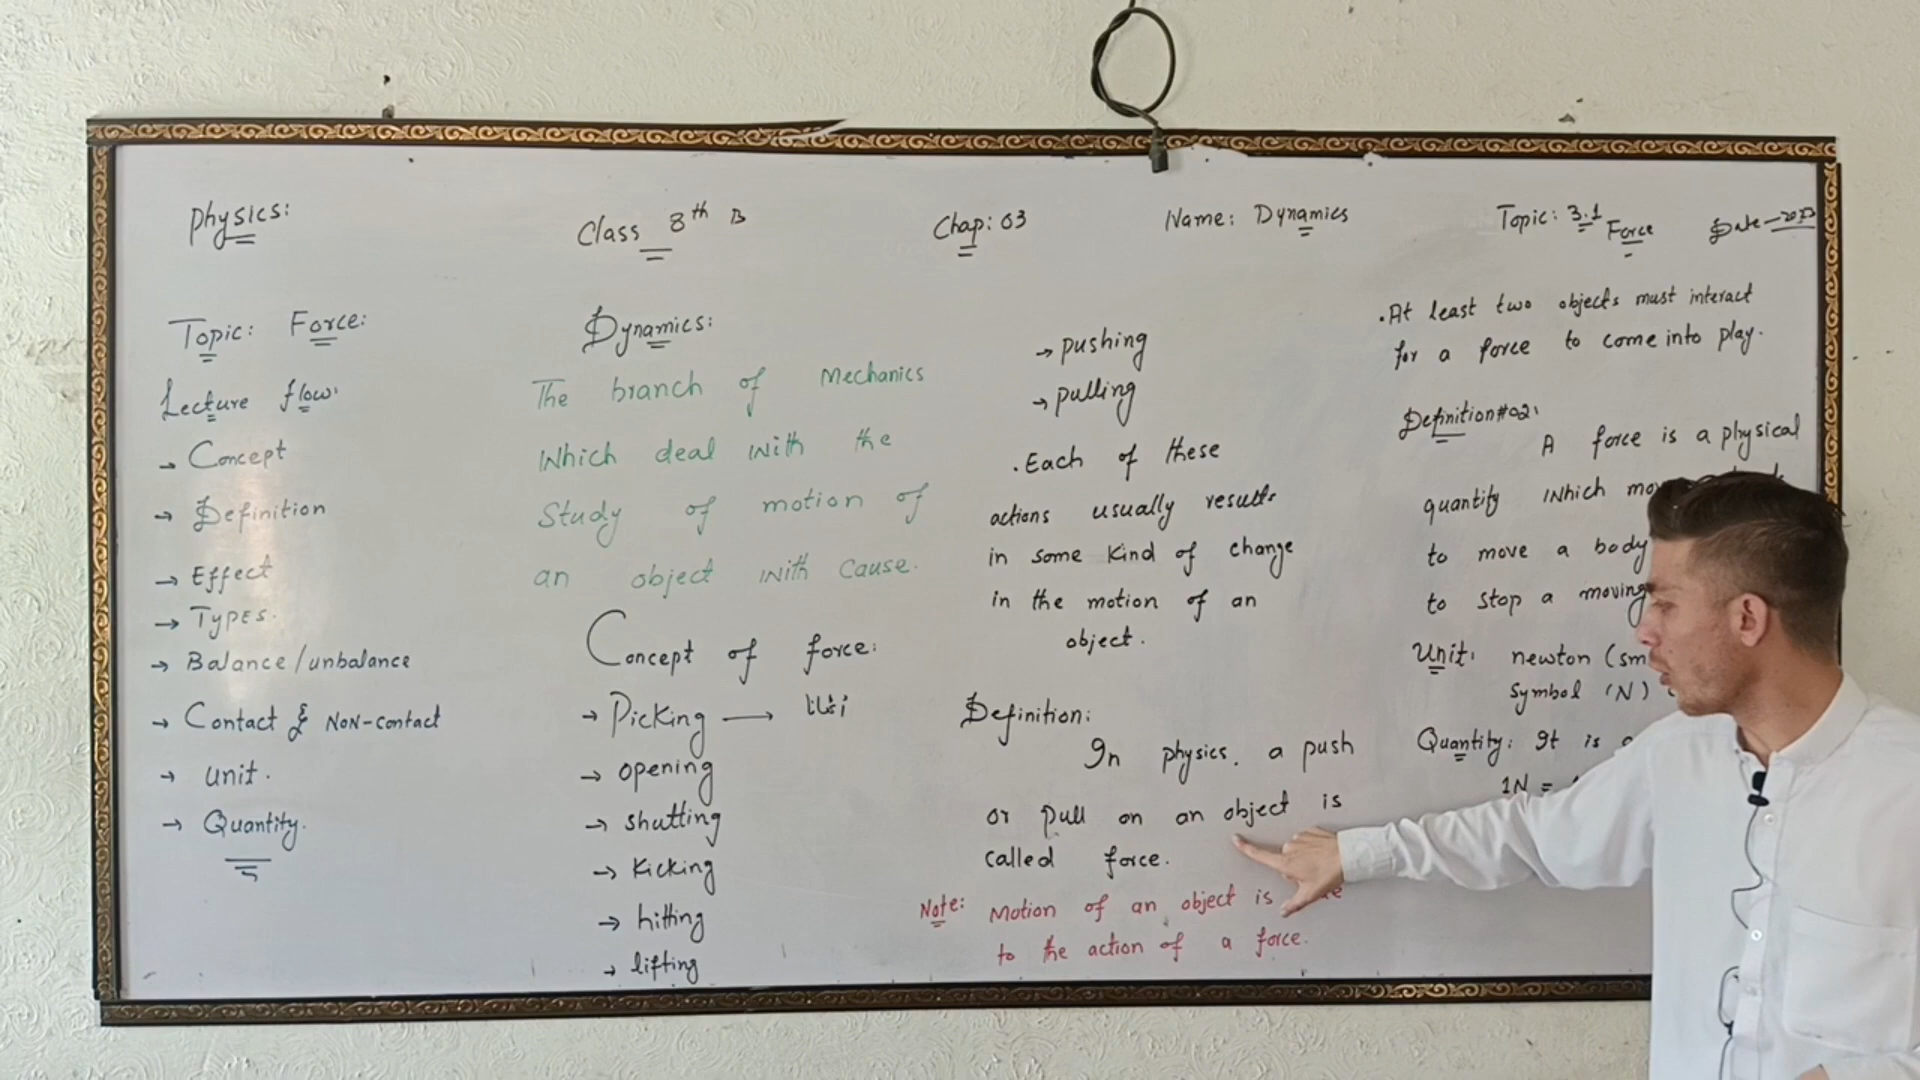 Physics:
Class 8th B
Chap: 03
Name: Dynamics
Topic: 3.1 Force
Date
Topic: Force:
Lecture flow:
→ Concept
→ Definition
→ Effect
→ Types.
→ Balance/unbalance
→ Contact & Non-contact
→ unit.
→ Quantity.
Dynamics:
The branch of Mechanics
Which deal with the
Study of motion of
an object with cause.
Concept of force:
→ Picking → اٹھانا
→ opening
→ shutting
→ Kicking
→ hitting
→ lifting
→ pushing
→ pulling
. Each of these
actions usually results
in some kind of change
in the motion of an
object.
Definition:
In physics, a push
or pull on an object is
called force.
Note: Motion of an object is
to the action of a force.
. At least two objects must interact
for a force to come into play.
Definition#02:
A force is a physical
quantity which
to move a body
to stop a moving
Unit: newton
Symbol (N)
Quantity: It is
1N =